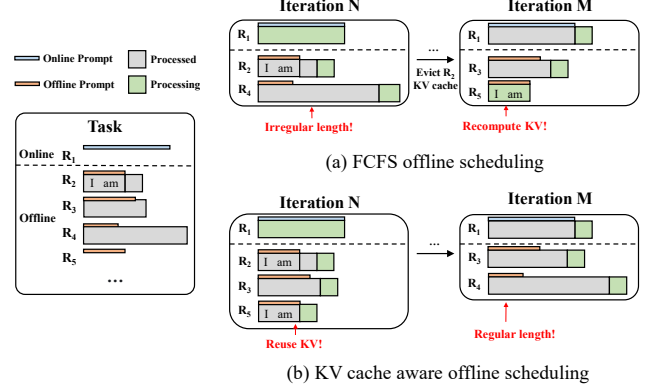 Online Prompt
Processed
Offline Prompt
Processing
Task
Online
R1
R2
I am
Offline
R3
R4
R5
...
Iteration N
Iteration M
R1
R2
I am
R4
Irregular length!
...
Evict R2
KV cache
R1
R3
R5
I am
Recompute KV!
(a) FCFS offline scheduling
Iteration N
Iteration M
R1
R2
I am
R3
R5
I am
Reuse KV!
...
R1
R3
R4
Regular length!
(b) KV cache aware offline scheduling